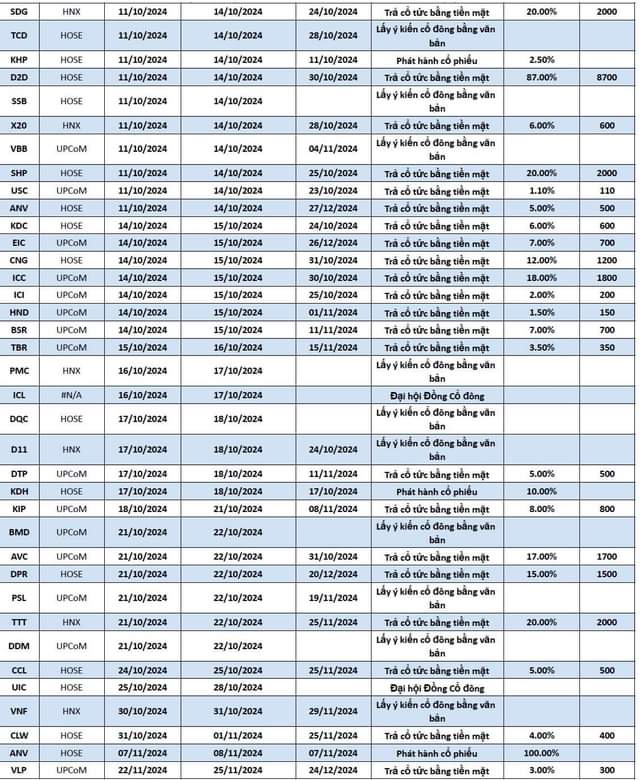 SDG HNX 11/10/2024 14/10/2024 24/10/2024 Trả cổ tức bằng tiền mặt 20.00% 2000
TCD HOSE 11/10/2024 14/10/2024 28/10/2024 Lấy ý kiến cổ đông bằng văn
bản
KHP HOSE 11/10/2024 14/10/2024 11/10/2024 Phát hành cổ phiếu 2.50%
D2D HOSE 11/10/2024 14/10/2024 30/10/2024 Trả cổ tức bằng tiền mặt 87.00% 8700
SSB HOSE 11/10/2024 14/10/2024 Lấy ý kiến cổ đông bằng văn
bản
X20 HNX 11/10/2024 14/10/2024 28/10/2024 Trả cổ tức bằng tiền mặt 6.00% 600
VBB UPCoM 11/10/2024 14/10/2024 04/11/2024 Lấy ý kiến cổ đông bằng văn
bản
SHP HOSE 11/10/2024 14/10/2024 25/10/2024 Trả cổ tức bằng tiền mặt 20.00% 2000
USC UPCoM 11/10/2024 14/10/2024 23/10/2024 Trả cổ tức bằng tiền mặt 1.10% 110
ANV HOSE 11/10/2024 14/10/2024 27/12/2024 Trả cổ tức bằng tiền mặt 5.00% 500
KDC HOSE 14/10/2024 15/10/2024 24/10/2024 Trả cổ tức bằng tiền mặt 6.00% 600
EIC UPCoM 14/10/2024 15/10/2024 26/12/2024 Trả cổ tức bằng tiền mặt 7.00% 700
CNG HOSE 14/10/2024 15/10/2024 31/10/2024 Trả cổ tức bằng tiền mặt 12.00% 1200
ICC UPCoM 14/10/2024 15/10/2024 30/10/2024 Trả cổ tức bằng tiền mặt 18.00% 1800
ICI UPCoM 14/10/2024 15/10/2024 25/10/2024 Trả cổ tức bằng tiền mặt 2.00% 200
HND UPCoM 14/10/2024 15/10/2024 01/11/2024 Trả cổ tức bằng tiền mặt 1.50% 150
BSR UPCoM 14/10/2024 15/10/2024 11/11/2024 Trả cổ tức bằng tiền mặt 7.00% 700
TBR UPCoM 15/10/2024 16/10/2024 15/11/2024 Trả cổ tức bằng tiền mặt 3.50% 350
PMC HNX 16/10/2024 17/10/2024 Lấy ý kiến cổ đông bằng văn
bản
ICL #N/A 16/10/2024 17/10/2024 Đại hội Đồng Cổ đông
DQC HOSE 17/10/2024 18/10/2024 Lấy ý kiến cổ đông bằng văn
bản
D11 HNX 17/10/2024 18/10/2024 24/10/2024 Lấy ý kiến cổ đông bằng văn
bản
DTP UPCoM 17/10/2024 18/10/2024 11/11/2024 Trả cổ tức bằng tiền mặt 5.00% 500
KDH HOSE 17/10/2024 18/10/2024 17/10/2024 Phát hành cổ phiếu 10.00%
KIP UPCoM 18/10/2024 21/10/2024 08/11/2024 Trả cổ tức bằng tiền mặt 8.00% 800
BMD UPCoM 21/10/2024 22/10/2024 Lấy ý kiến cổ đông bằng văn
bản
AVC UPCoM 21/10/2024 22/10/2024 31/10/2024 Trả cổ tức bằng tiền mặt 17.00% 1700
DPR HOSE 21/10/2024 22/10/2024 20/12/2024 Trả cổ tức bằng tiền mặt 15.00% 1500
PSL UPCoM 21/10/2024 22/10/2024 19/11/2024 Lấy ý kiến cổ đông bằng văn
bản
TTT HNX 21/10/2024 22/10/2024 25/11/2024 Trả cổ tức bằng tiền mặt 20.00% 2000
DDM UPCoM 21/10/2024 22/10/2024 Lấy ý kiến cổ đông bằng văn
bản
CCL HOSE 24/10/2024 25/10/2024 25/11/2024 Trả cổ tức bằng tiền mặt 5.00% 500
UIC HOSE 25/10/2024 28/10/2024 Đại hội Đồng Cổ đông
VNF HNX 30/10/2024 31/10/2024 29/11/2024 Lấy ý kiến cổ đông bằng văn
bản
CLW HOSE 31/10/2024 01/11/2024 25/11/2024 Trả cổ tức bằng tiền mặt 4.00% 400
ANV HOSE 07/11/2024 08/11/2024 07/11/2024 Phát hành cổ phiếu 100.00%
VLP UPCoM 22/11/2024 25/11/2024 24/12/2024 Trả cổ tức bằng tiền mặt 3.00% 300